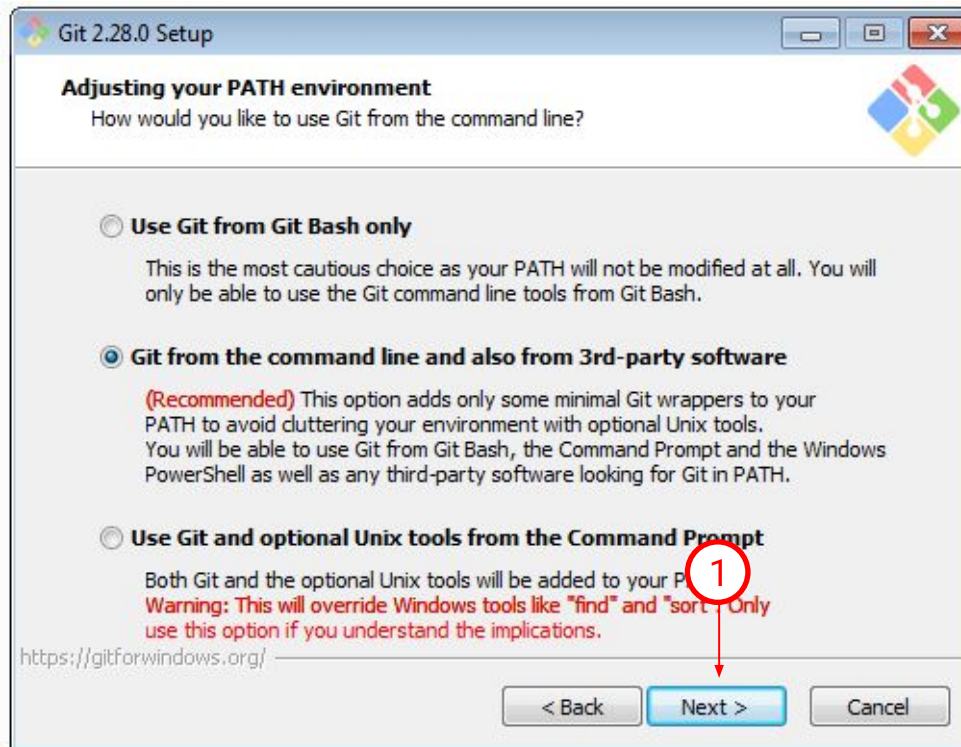 Git 2.28.0 Setup
Adjusting your PATH environment
How would you like to use Git from the command line?
Use Git from Git Bash only
This is the most cautious choice as your PATH will not be modified at all. You will
only be able to use the Git command line tools from Git Bash.
Git from the command line and also from 3rd-party software
(Recommended) This option adds only some minimal Git wrappers to your
PATH to avoid cluttering your environment with optional Unix tools.
You will be able to use Git from Git Bash, the Command Prompt and the Windows
PowerShell as well as any third-party software looking for Git in PATH.
Use Git and optional Unix tools from the Command Prompt
Both Git and the optional Unix tools will be added to your
1
Warning: This will override Windows tools like "find" and "sort". Only
use this option if you understand the implications.
https://gitforwindows.org/
< Back
Next >
Cancel